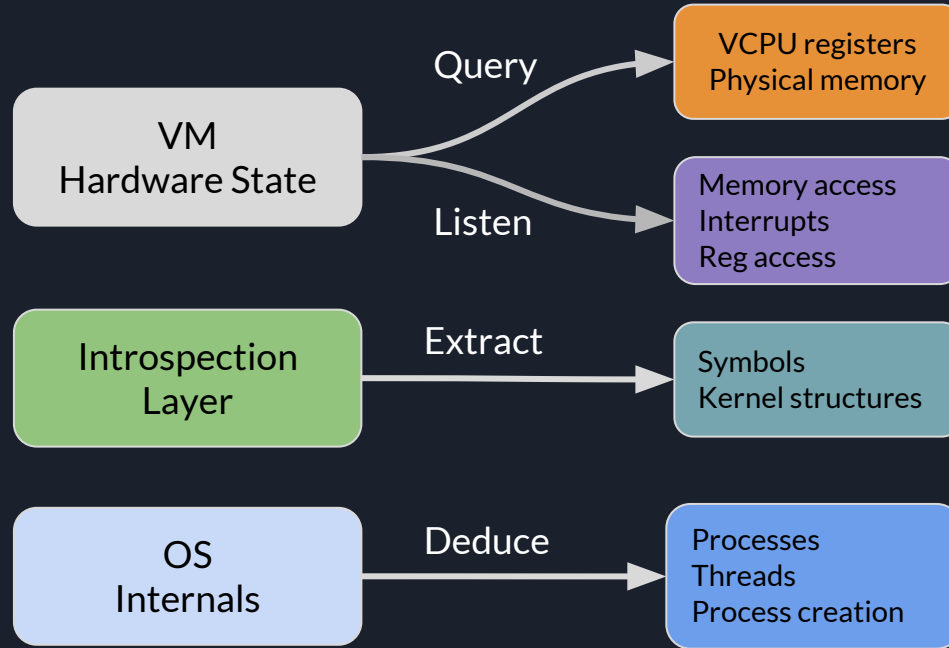 VM
Hardware State
Query
VCPU registers
Physical memory
Listen
Memory access
Interrupts
Reg access
Introspection
Layer
Extract
Symbols
Kernel structures
OS
Internals
Deduce
Processes
Threads
Process creation